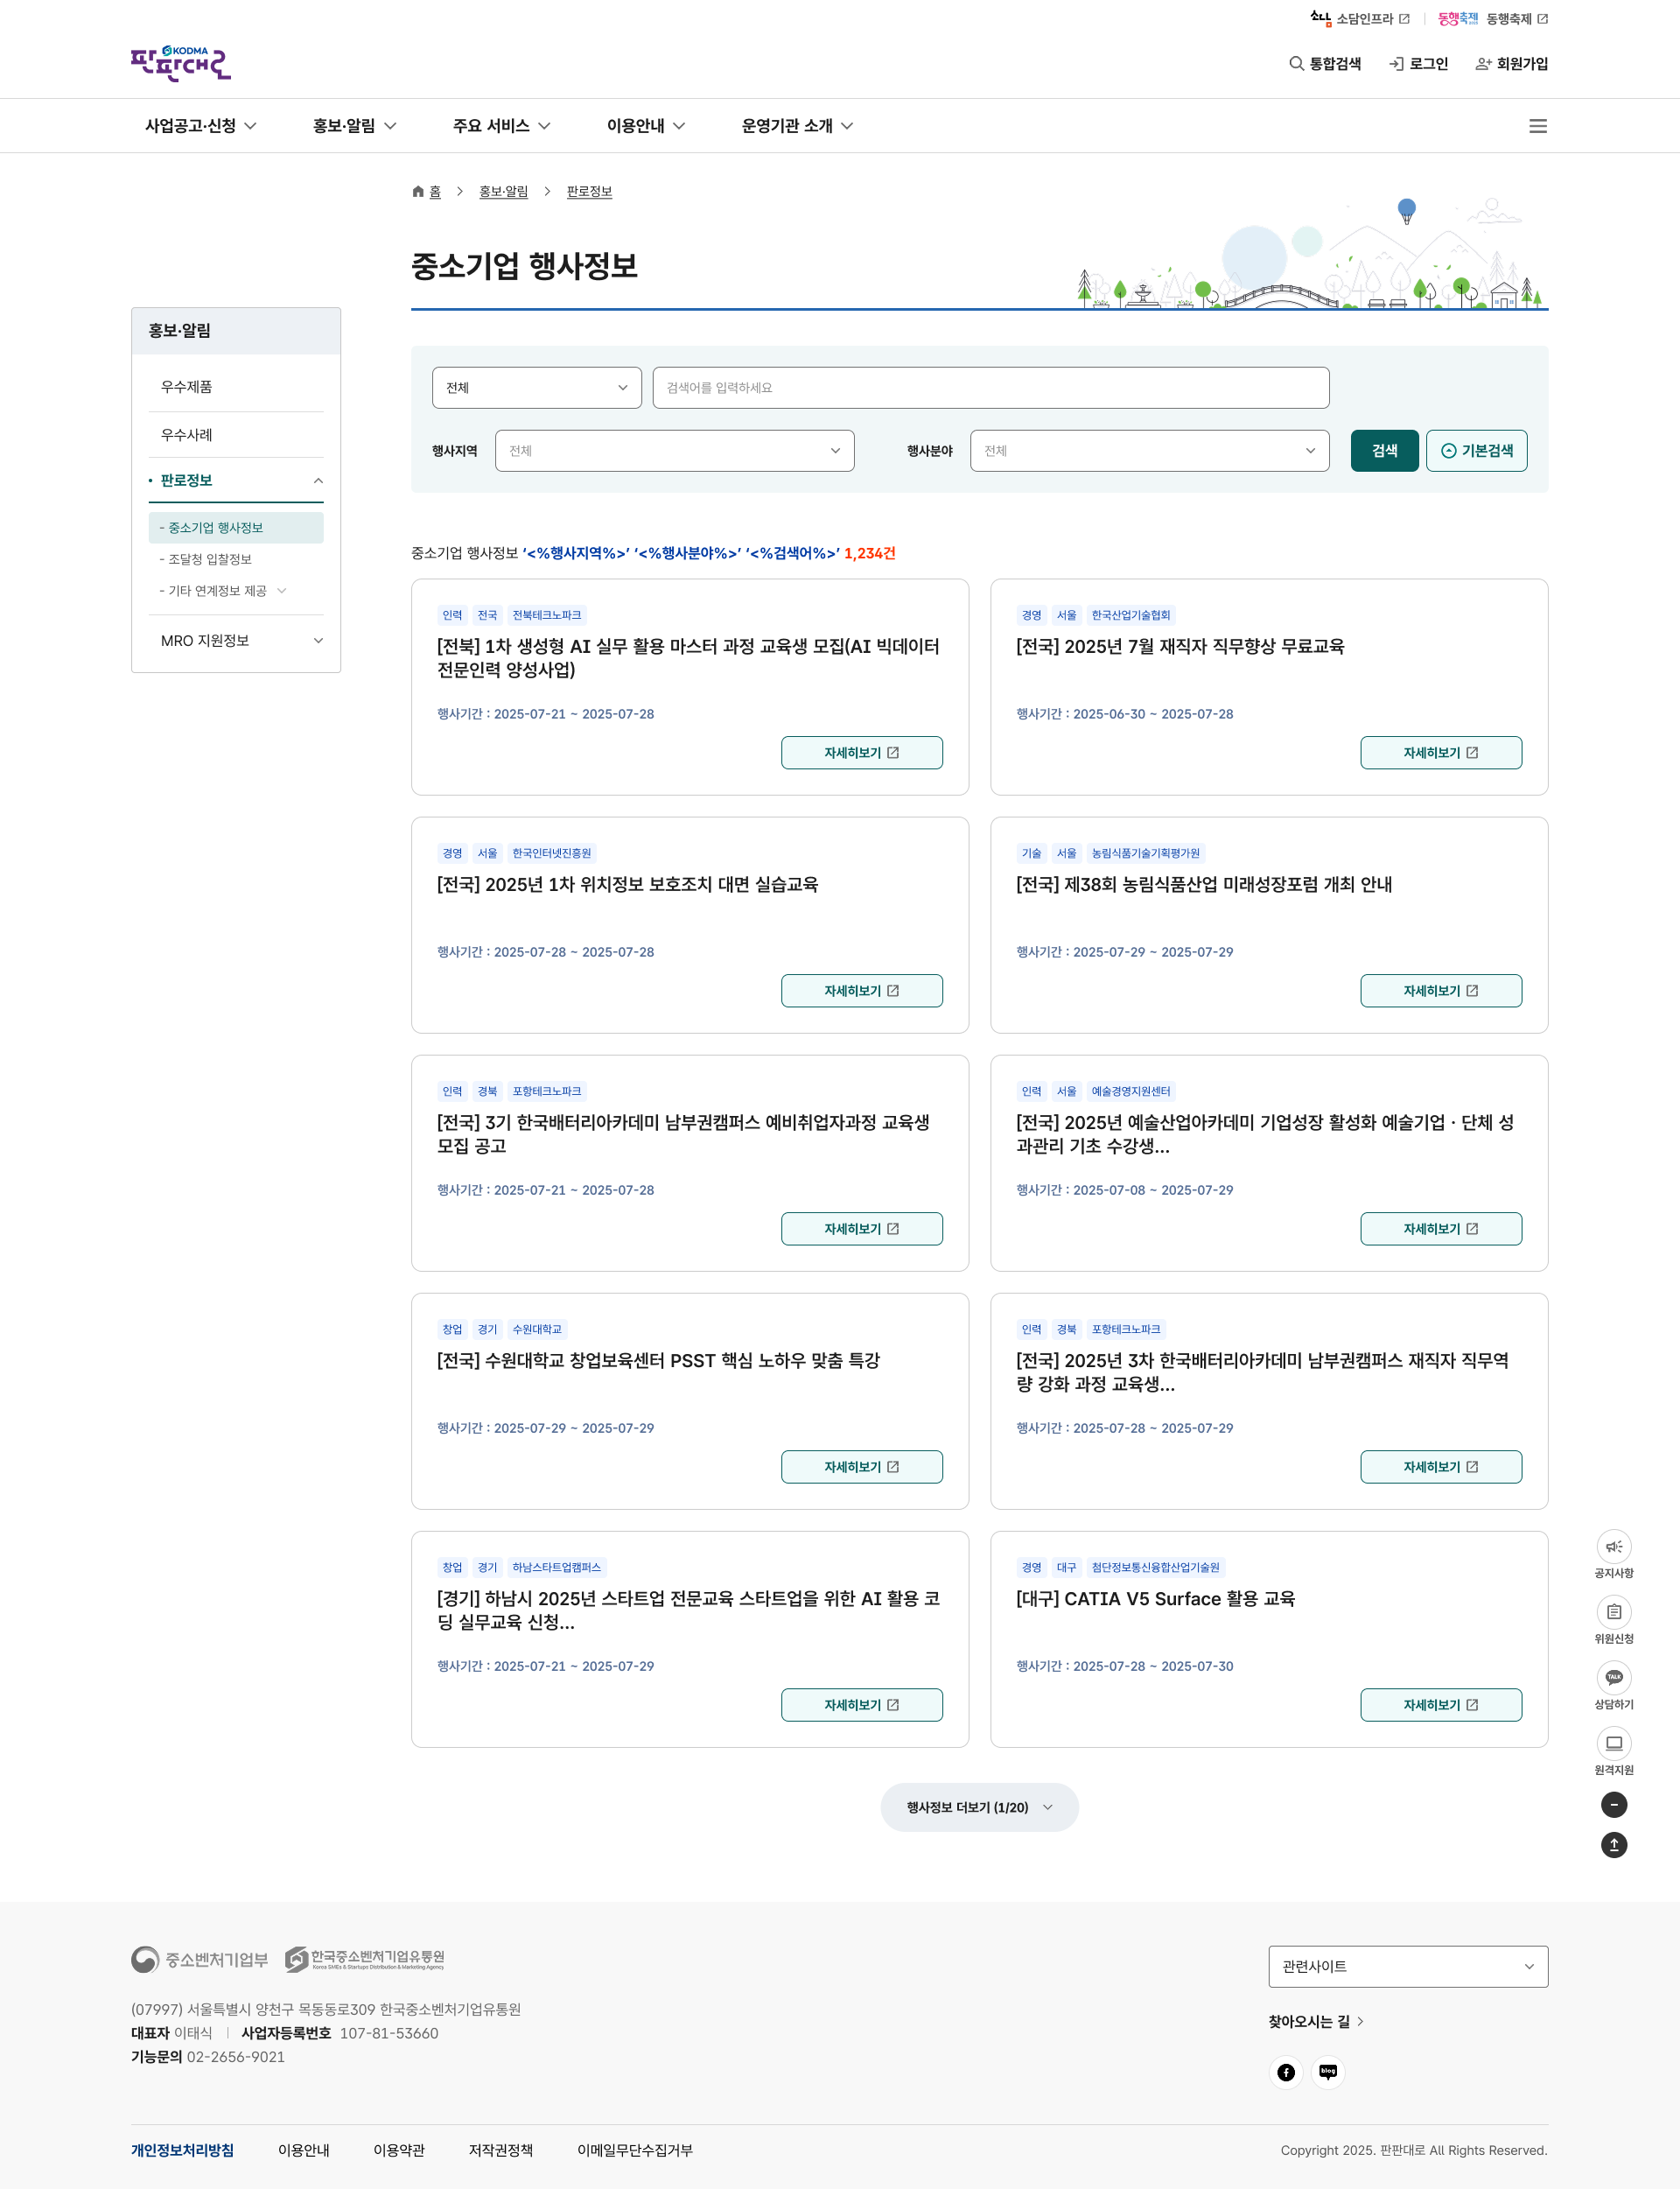 소담인프라
동행축제 동행축제
KODMA
판판대로
통합검색 로그인 회원가입
사업공고·신청 홍보·알림 주요 서비스 이용안내 운영기관 소개
홈 홍보·알림 판로정보
중소기업 행사정보
홍보·알림
우수제품
우수사례
판로정보
- 중소기업 행사정보
- 조달청 입찰정보
- 기타 연계정보 제공
MRO 지원정보
전체 검색어를 입력하세요
행사지역 전체 행사분야 전체 검색 기본검색
중소기업 행사정보 ‘<%행사지역%>’ ‘<%행사분야%>’ ‘<%검색어%>’ 1,234건
인력 전국 전북테크노파크
[전북] 1차 생성형 AI 실무 활용 마스터 과정 교육생 모집(AI 빅데이터
전문인력 양성사업)
행사기간 : 2025-07-21 ~ 2025-07-28
자세히보기
경영 서울 한국산업기술협회
[전국] 2025년 7월 재직자 직무향상 무료교육
행사기간 : 2025-06-30 ~ 2025-07-28
자세히보기
경영 서울 한국인터넷진흥원
[전국] 2025년 1차 위치정보 보호조치 대면 실습교육
행사기간 : 2025-07-28 ~ 2025-07-28
자세히보기
기술 서울 농림식품기술기획평가원
[전국] 제38회 농림식품산업 미래성장포럼 개최 안내
행사기간 : 2025-07-29 ~ 2025-07-29
자세히보기
인력 경북 포항테크노파크
[전국] 3기 한국배터리아카데미 남부권캠퍼스 예비취업자과정 교육생
모집 공고
행사기간 : 2025-07-21 ~ 2025-07-28
자세히보기
인력 서울 예술경영지원센터
[전국] 2025년 예술산업아카데미 기업성장 활성화 예술기업ㆍ단체 성
과관리 기초 수강생...
행사기간 : 2025-07-08 ~ 2025-07-29
자세히보기
창업 경기 수원대학교
[전국] 수원대학교 창업보육센터 PSST 핵심 노하우 맞춤 특강
행사기간 : 2025-07-29 ~ 2025-07-29
자세히보기
인력 경북 포항테크노파크
[전국] 2025년 3차 한국배터리아카데미 남부권캠퍼스 재직자 직무역
량 강화 과정 교육생...
행사기간 : 2025-07-28 ~ 2025-07-29
자세히보기
창업 경기 하남스타트업캠퍼스
[경기] 하남시 2025년 스타트업 전문교육 스타트업을 위한 AI 활용 코
딩 실무교육 신청...
행사기간 : 2025-07-21 ~ 2025-07-29
자세히보기
경영 대구 첨단정보통신융합산업기술원
[대구] CATIA V5 Surface 활용 교육
행사기간 : 2025-07-28 ~ 2025-07-30
자세히보기
공지사항
위원신청
TALK
상담하기
원격지원
행사정보 더보기 (1/20)
중소벤처기업부 한국중소벤처기업유통원
Korea SMEs & Startups Distribution & Marketing Agency
관련사이트
(07997) 서울특별시 양천구 목동동로309 한국중소벤처기업유통원
대표자 이태식 사업자등록번호 107-81-53660
기능문의 02-2656-9021
찾아오시는 길
blog
개인정보처리방침 이용안내 이용약관 저작권정책 이메일무단수집거부
Copyright 2025. 판판대로 All Rights Reserved.